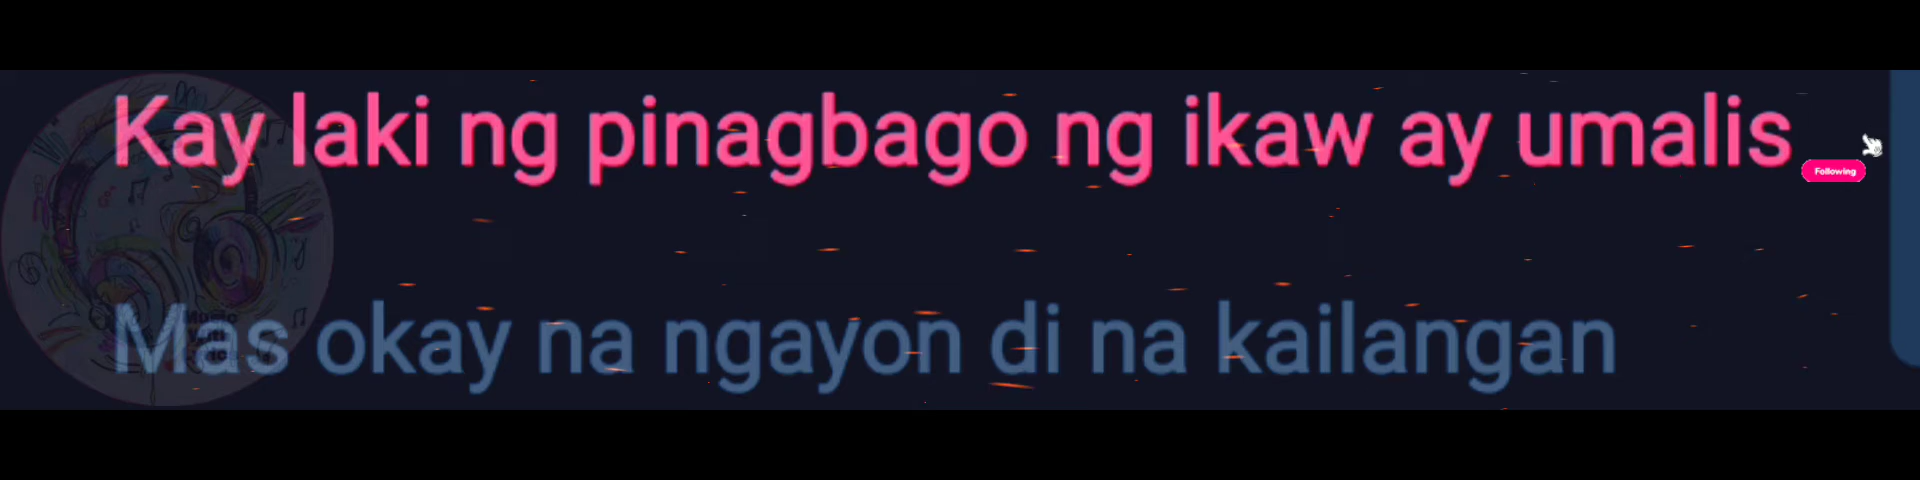 Kay laki ng pinagbago ng ikaw ay umalis
Following
Mas okay na ngayon di na kailangan